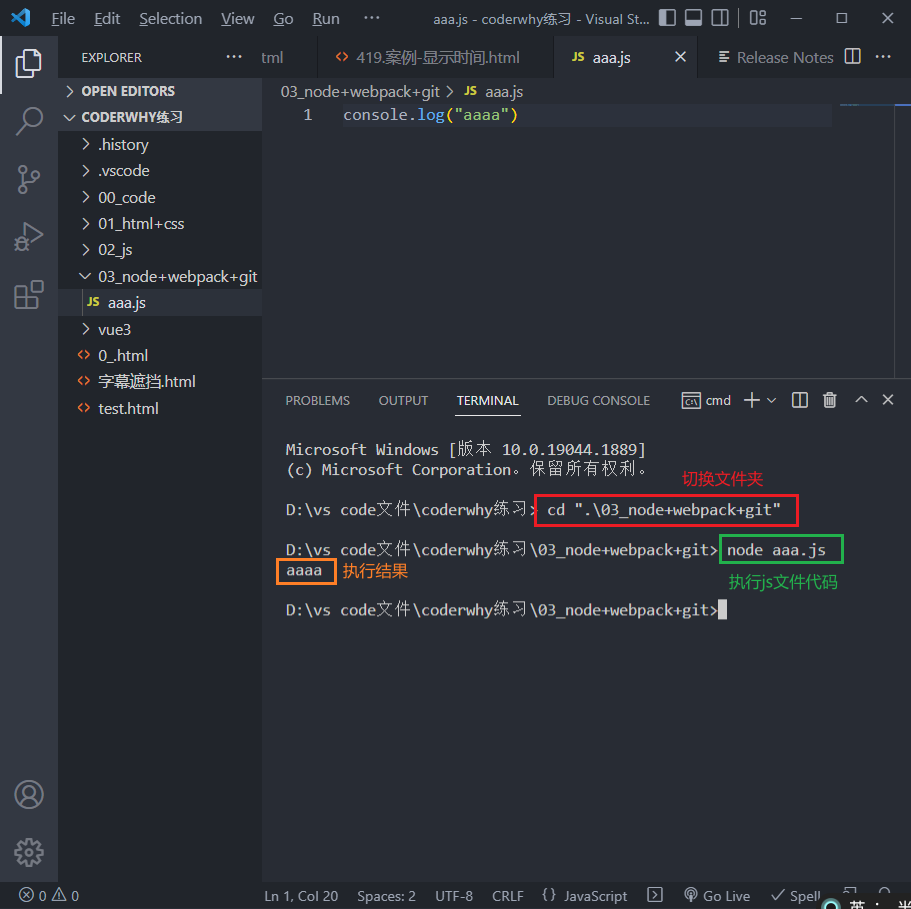 File Edit Selection View Go Run ··· aaa.js - coderwhy练习 - Visual St...
EXPLORER ··· tml 419.案例-显示时间.html JS aaa.js Release Notes ···
OPEN EDITORS
03_node+webpack+git > JS aaa.js
CODERWHY练习
1 console.log("aaaa")
.history
.vscode
00_code
01_html+css
02_js
03_node+webpack+git
JS aaa.js
vue3
0_.html
字幕遮挡.html
test.html
PROBLEMS OUTPUT TERMINAL DEBUG CONSOLE cmd
Microsoft Windows [版本 10.0.19044.1889]
(c) Microsoft Corporation。保留所有权利。
切换文件夹
D:\vs code文件\coderwhy练习> cd ".\03_node+webpack+git"
D:\vs code文件\coderwhy练习\03_node+webpack+git>node aaa.js
aaaa 执行结果
执行js文件代码
D:\vs code文件\coderwhy练习\03_node+webpack+git>
0 0 Ln 1, Col 20 Spaces: 2 UTF-8 CRLF {} JavaScript Go Live Spell
英